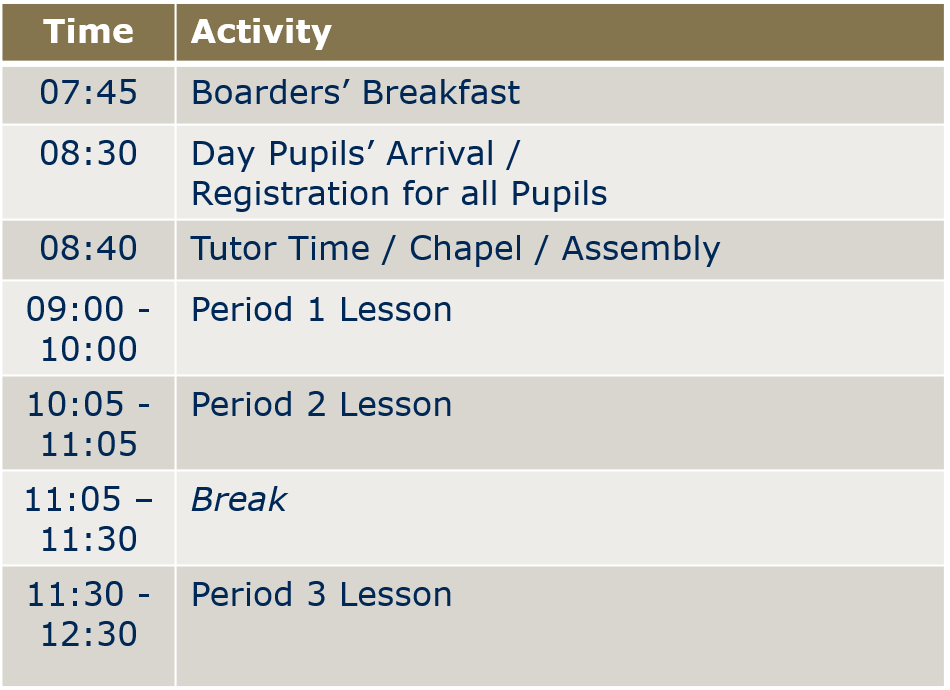 Time Activity
07:45 Boarders’ Breakfast
08:30 Day Pupils’ Arrival /
Registration for all Pupils
08:40 Tutor Time / Chapel / Assembly
09:00 - Period 1 Lesson
10:00
10:05 - Period 2 Lesson
11:05
11:05 – Break
11:30
11:30 - Period 3 Lesson
12:30